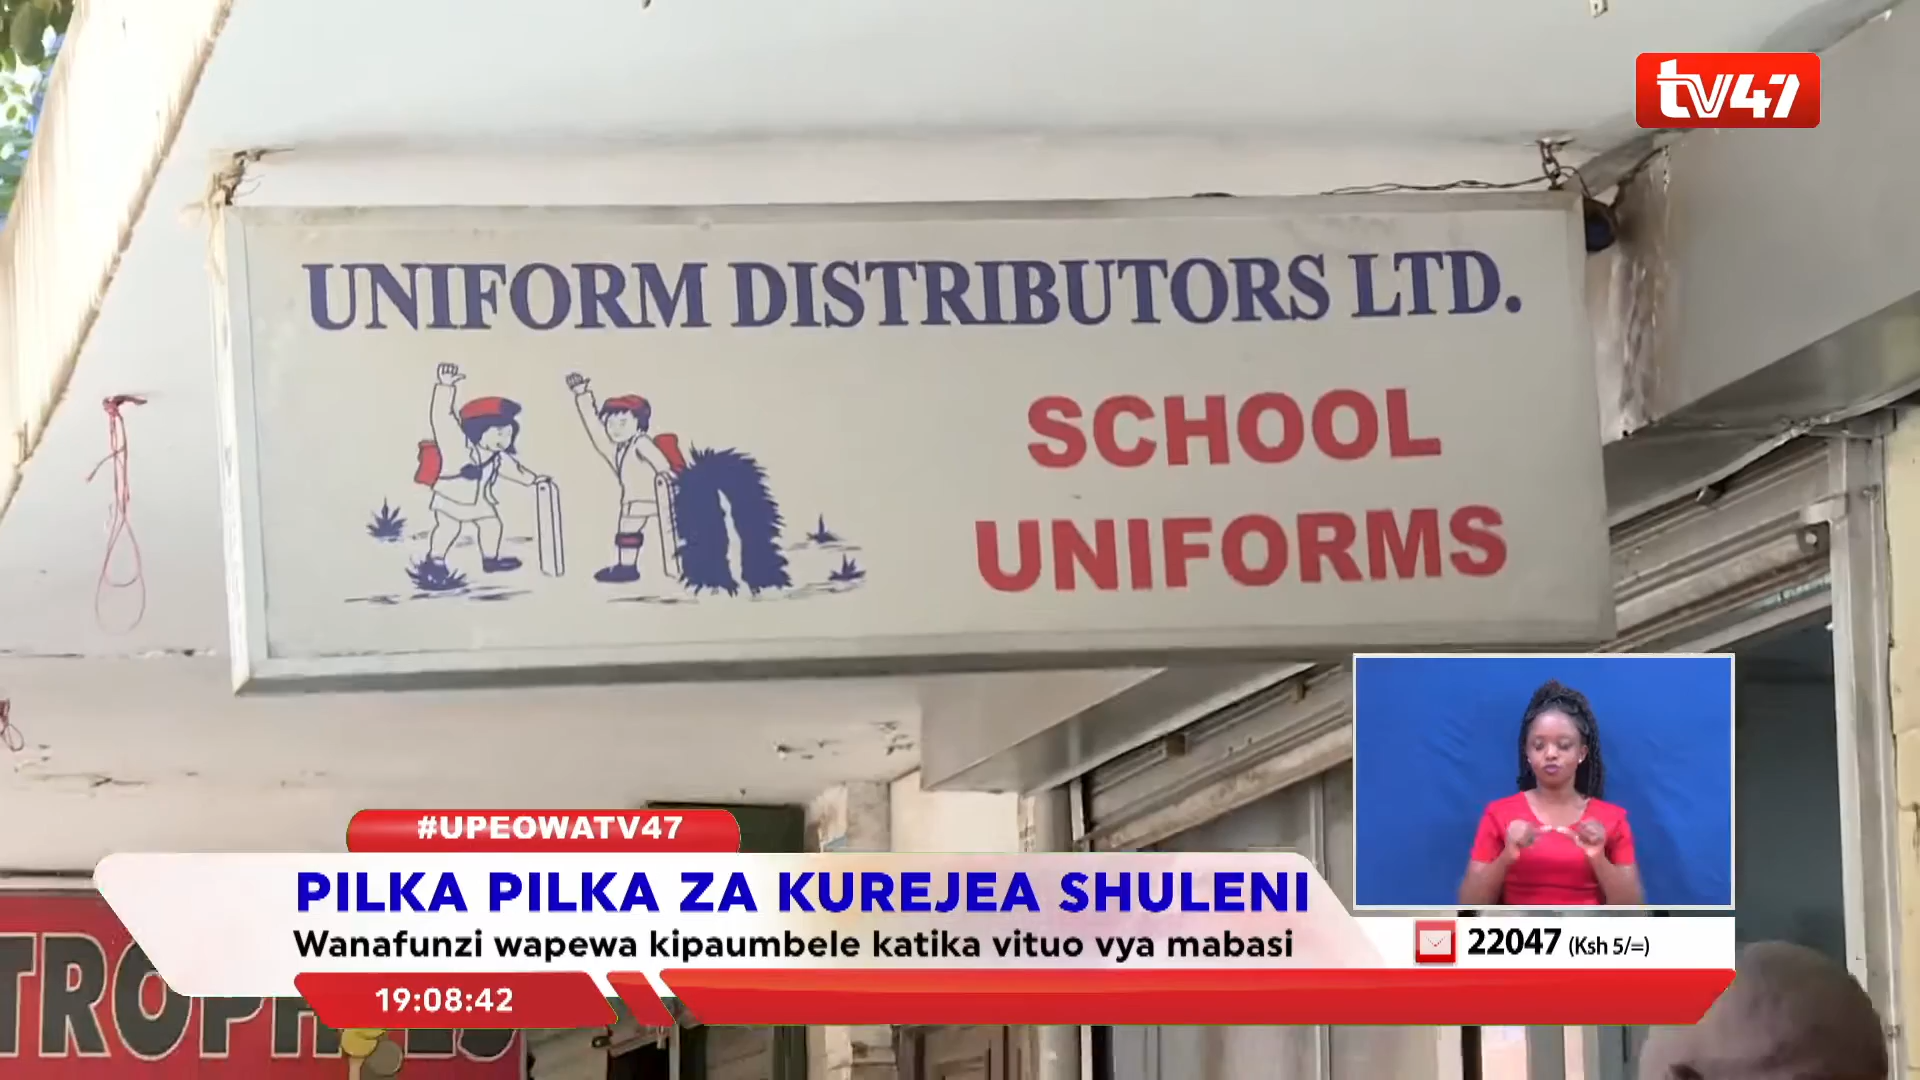 tv47
UNIFORM DISTRIBUTORS LTD.
SCHOOL
UNIFORMS
#UPEOWATV47
PILKA PILKA ZA KUREJEA SHULENI
Wanafunzi wapewa kipaumbele katika vituo vya mabasi
22047 (Ksh 5/=)
19:08:42